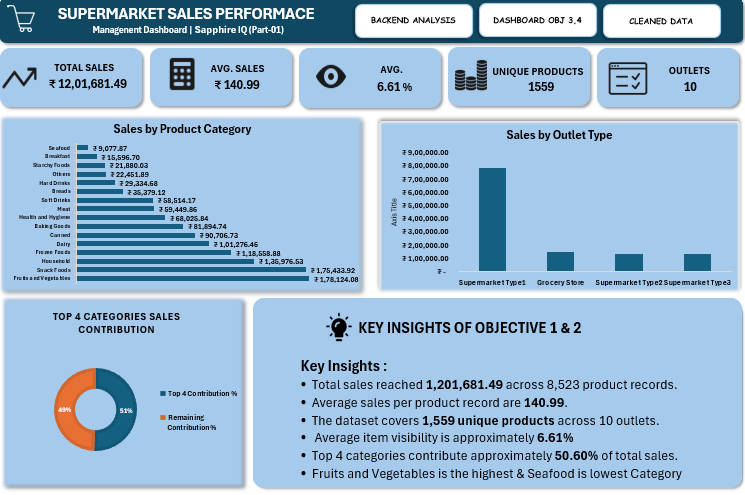 SUPERMARKET SALES PERFORMACE
Manegenent Dashboard | Sapphire IQ (Part-01)
BACKEND ANALYSIS
DASHBOARD OBJ 3,4
CLEANED DATA
TOTAL SALES
₹ 12,01,681.49
AVG. SALES
₹ 140.99
AVG.
6.61 %
UNIQUE PRODUCTS
1559
OUTLETS
10
Sales by Product Category
Seafood ₹ 9,077.87
Breakfast ₹ 15,596.70
Starchy Foods ₹ 21,880.03
Others ₹ 22,451.89
Hard Drinks ₹ 29,334.68
Breads ₹ 35,379.12
Soft Drinks ₹ 58,514.17
Meat ₹ 59,449.86
Health and Hygiene ₹ 68,025.84
Baking Goods ₹ 81,894.74
Canned ₹ 90,706.73
Dairy ₹ 1,01,276.46
Frozen Foods ₹ 1,18,558.88
Household ₹ 1,35,976.53
Snack Foods ₹ 1,75,433.92
Fruits and Vegetables ₹ 1,78,124.08
Sales by Outlet Type
Axis Title
₹ 9,00,000.00
₹ 8,00,000.00
₹ 7,00,000.00
₹ 6,00,000.00
₹ 5,00,000.00
₹ 4,00,000.00
₹ 3,00,000.00
₹ 2,00,000.00
₹ 1,00,000.00
₹ -
Supermarket Type1 Grocery Store Supermarket Type2 Supermarket Type3
TOP 4 CATEGORIES SALES
CONTRIBUTION
49%
51%
Top 4 Contribution %
Remaining
Contribution %
KEY INSIGHTS OF OBJECTIVE 1 & 2
Key Insights :
• Total sales reached 1,201,681.49 across 8,523 product records.
• Average sales per product record are 140.99.
• The dataset covers 1,559 unique products across 10 outlets.
• Average item visibility is approximately 6.61%
• Top 4 categories contribute approximately 50.60% of total sales.
• Fruits and Vegetables is the highest & Seafood is lowest Category